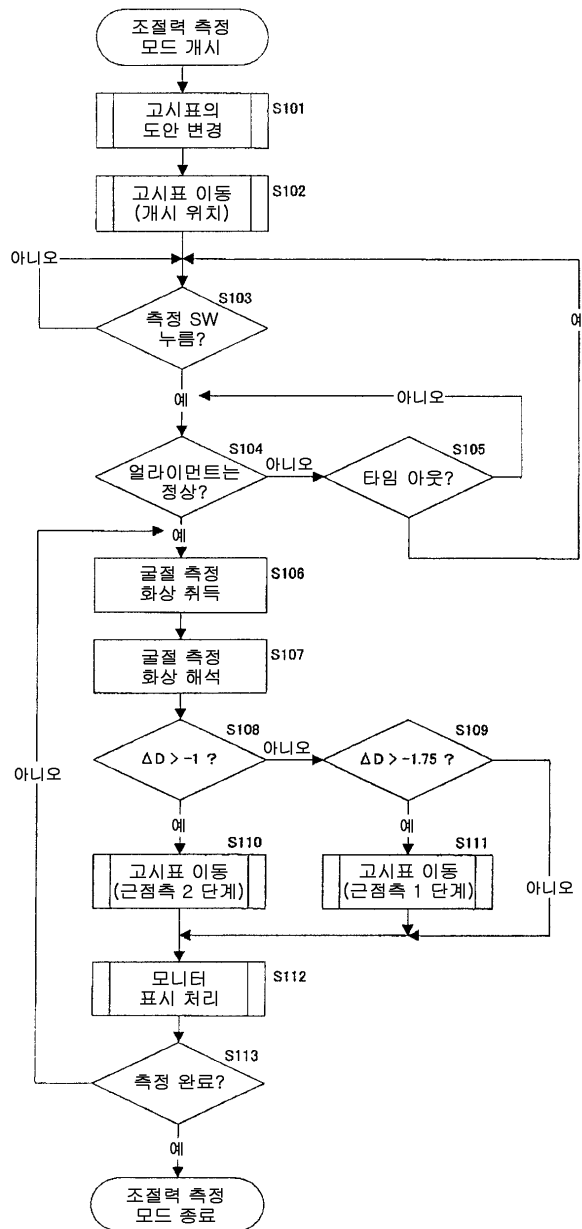 조절력 측정
모드 개시
고시표의
도안 변경
S101
고시표 이동
(개시 위치)
S102
아니오
S103
측정 SW
누름?
예
예
아니오
S104
얼라이먼트는
정상?
아니오
S105
타임 아웃?
예
굴절 측정
화상 취득
S106
굴절 측정
화상 해석
S107
S108
ΔD > -1 ?
아니오
S109
ΔD > -1.75 ?
아니오
예
예
S110
고시표 이동
(근점측 2 단계)
S111
고시표 이동
(근점측 1 단계)
아니오
모니터
표시 처리
S112
S113
측정 완료?
예
조절력 측정
모드 종료